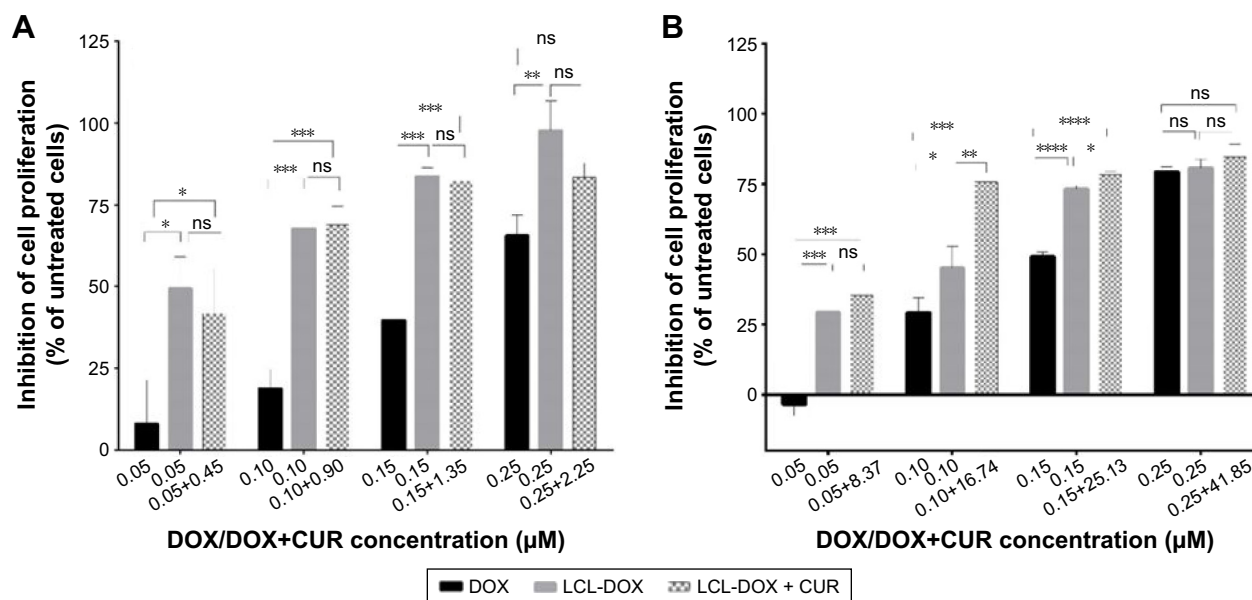 A
Inhibition of cell proliferation
(% of untreated cells)
125
100
75
50
25
0
*
*
ns
***
***
ns
***
***
ns
ns
**
ns
0.05
0.05
0.05+0.45
0.10
0.10
0.10+0.90
0.15
0.15
0.15+1.35
0.25
0.25
0.25+2.25
DOX/DOX+CUR concentration (µM)
B
Inhibition of cell proliferation
(% of untreated cells)
125
100
75
50
25
0
***
***
ns
***
*
**
****
****
*
ns
ns
ns
0.05
0.05
0.05+8.37
0.10
0.10
0.10+16.74
0.15
0.15
0.15+25.13
0.25
0.25
0.25+41.85
DOX/DOX+CUR concentration (µM)
DOX
LCL-DOX
LCL-DOX + CUR